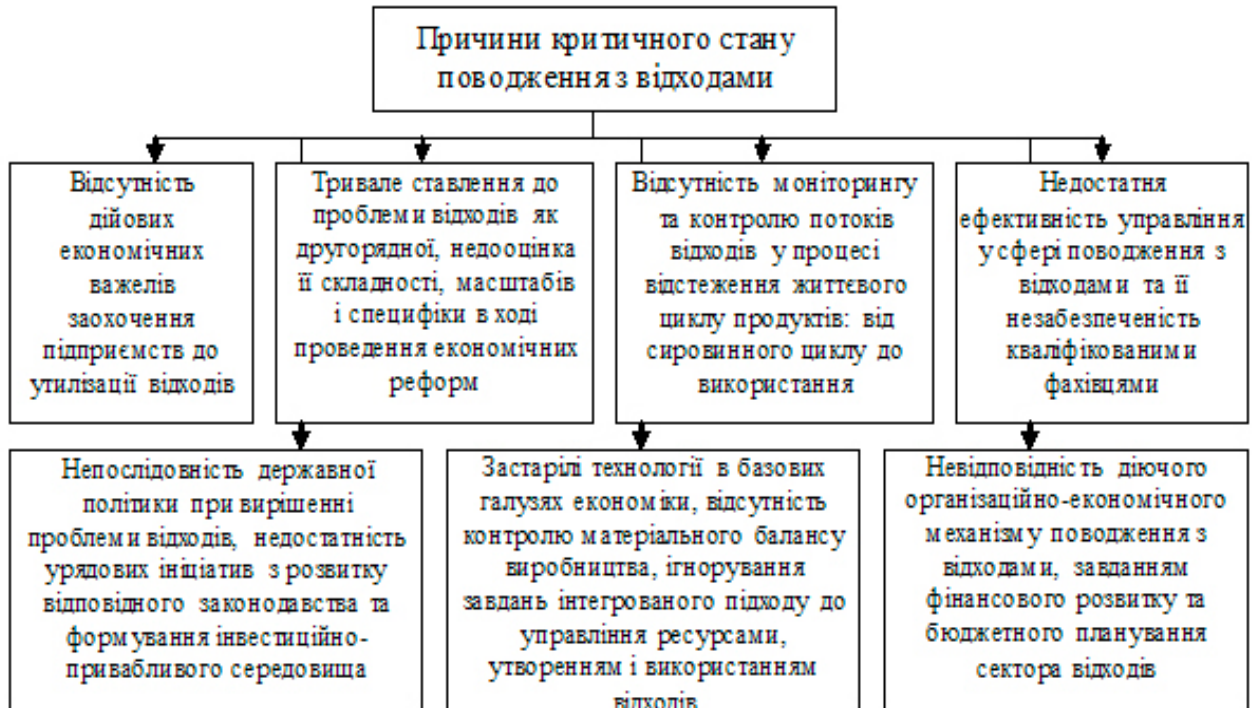 Причини критичного стану
поводження з відходами
Відсутність
дійових
економічних
важелів
заохочення
підприємств до
утилізації відходів
Тривале ставлення до
проблеми відходів як
другорядної, недооцінка
її складності, масштабів
і специфіки в ході
проведення економічних
реформ
Відсутність моніторингу
та контролю потоків
відходів у процесі
відстеження життєвого
циклу продуктів: від
сировинного циклу до
використання
Недостатня
ефективність управління
у сфері поводження з
відходами та її
незабезпеченість
кваліфікованими
фахівцями
Непослідовність державної
політики при вирішенні
проблеми відходів, недостатність
урядових ініціатив з розвитку
відповідного законодавства та
формування інвестиційно-
привабливого середовища
Застарілі технології в базових
галузях економіки, відсутність
контролю матеріального балансу
виробництва, ігнорування
завдань інтегрованого підходу до
управління ресурсами,
утворенням і використанням
відходів
Невідповідність діючого
організаційно-економічного
механізму поводження з
відходами, завданням
фінансового розвитку та
бюджетного планування
сектора відходів